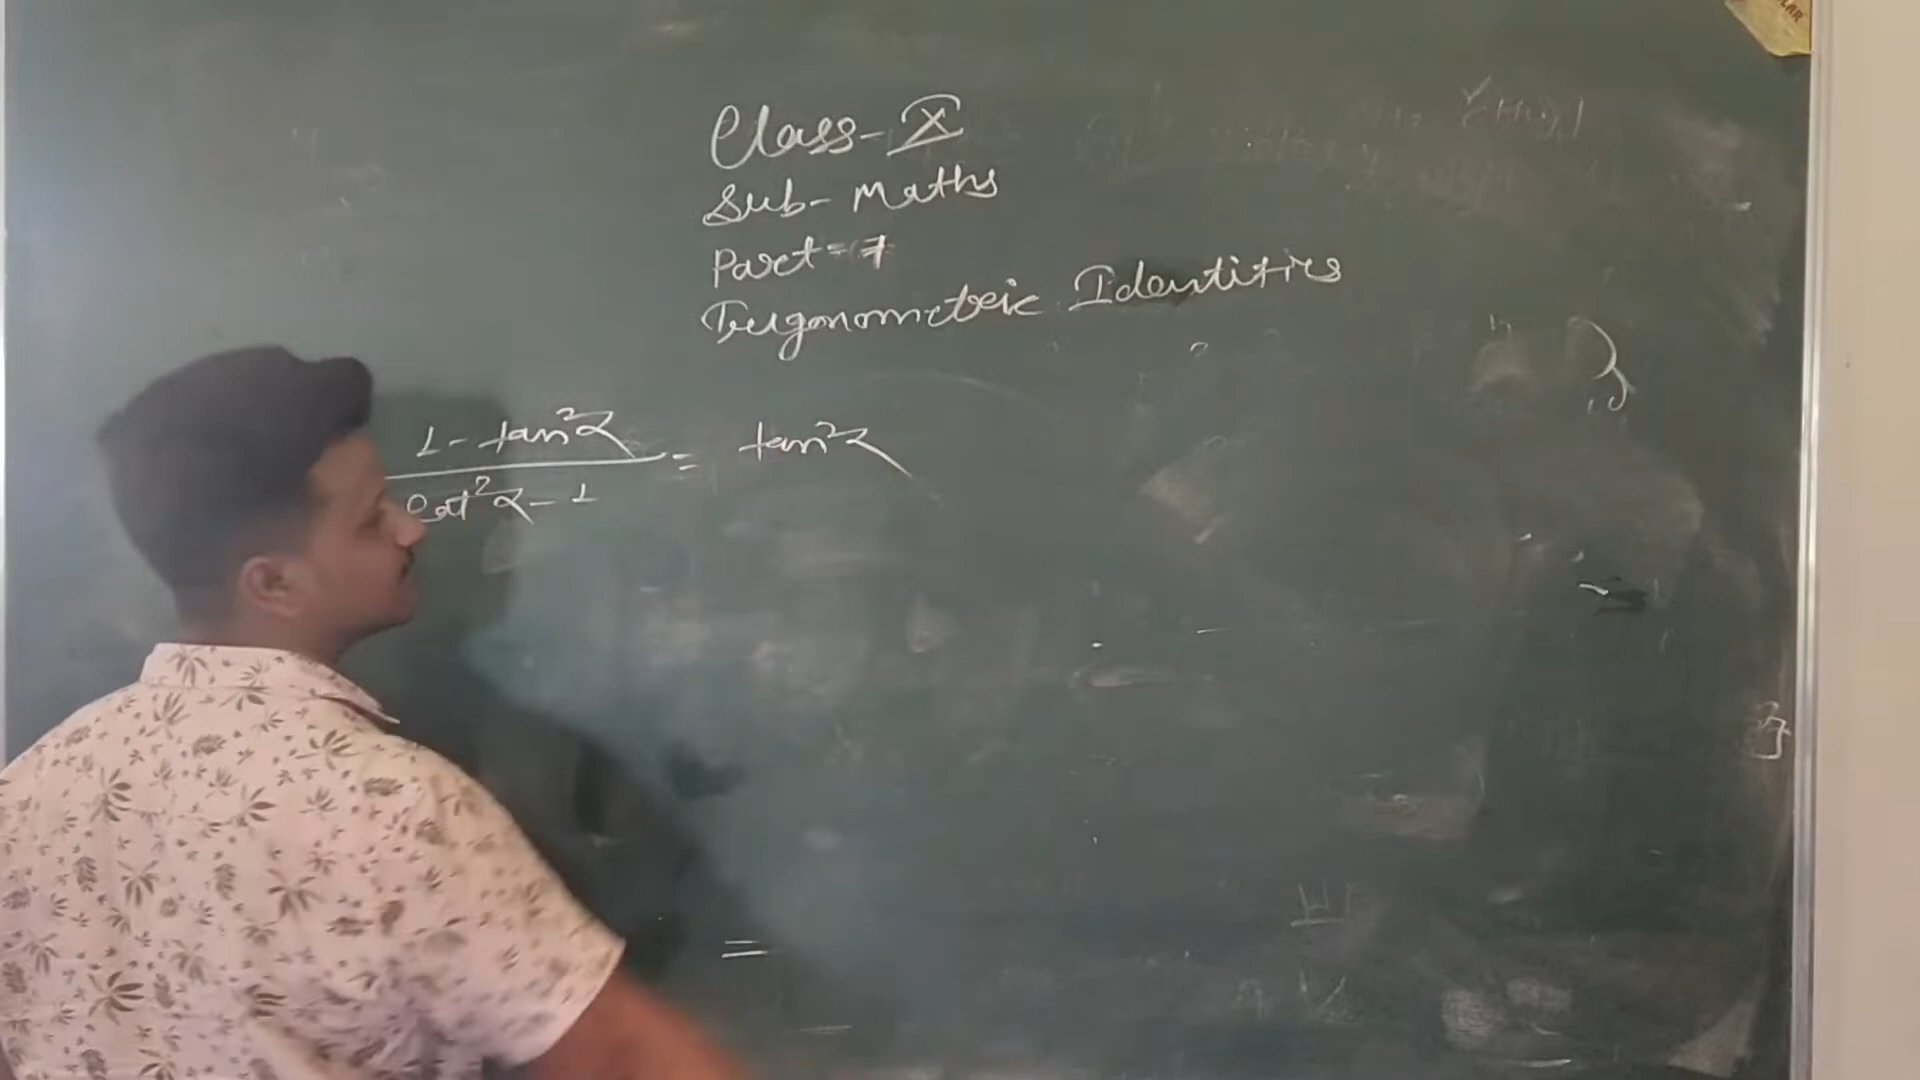 Class-X
Sub- Maths
Part-7
Trigonometric Identities
1 - tan²α
= tan²α
Cot²α - 1
=